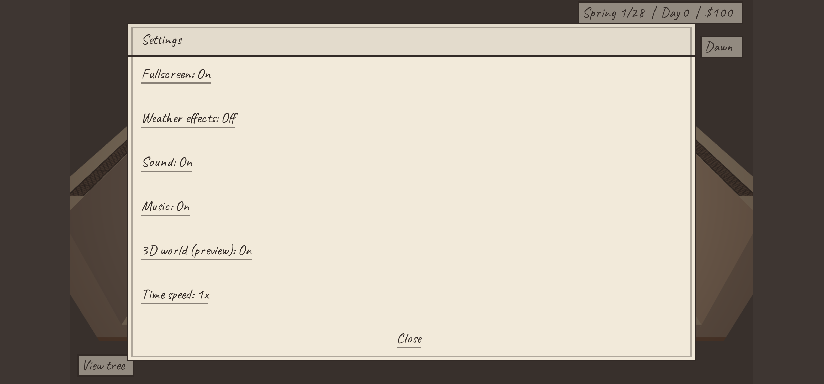 Spring 1/28 | Day 0 | $100
Settings
Dawn
Fullscreen: On
Weather effects: Off
Sound: On
Music: On
3D world (preview): On
Time speed: 1x
Close
View tree